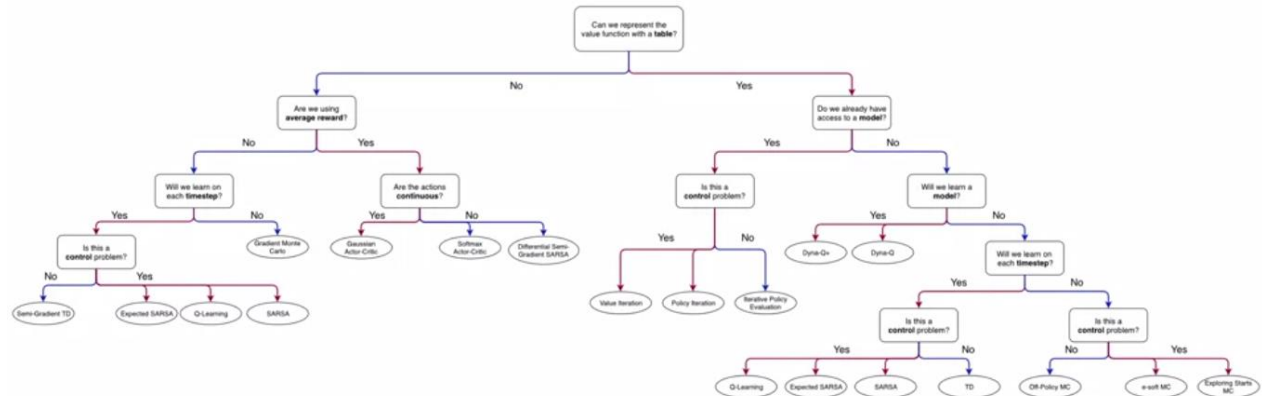 Can we represent the
value function with a table?
No
Yes
Are we using
average reward?
Do we already have
access to a model?
No
Yes
Yes
No
Will we learn on
each timestep?
Are the actions
continuous?
Is this a
control problem?
Will we learn a
model?
Yes
No
Yes
No
Yes
No
Yes
No
Is this a
control problem?
Gradient Monte
Carlo
Gaussian
Actor-Critic
Softmax
Actor-Critic
Differential Semi-
Gradient SARSA
Dyna-Q+
Dyna-Q
Will we learn on
each timestep?
No
Yes
Yes
No
Semi-Gradient TD
Expected SARSA
Q-Learning
SARSA
Value Iteration
Policy Iteration
Iterative Policy
Evaluation
Is this a
control problem?
Is this a
control problem?
Yes
No
No
Yes
Q-Learning
Expected SARSA
SARSA
TD
Off-Policy MC
e-soft MC
Exploring Starts
MC